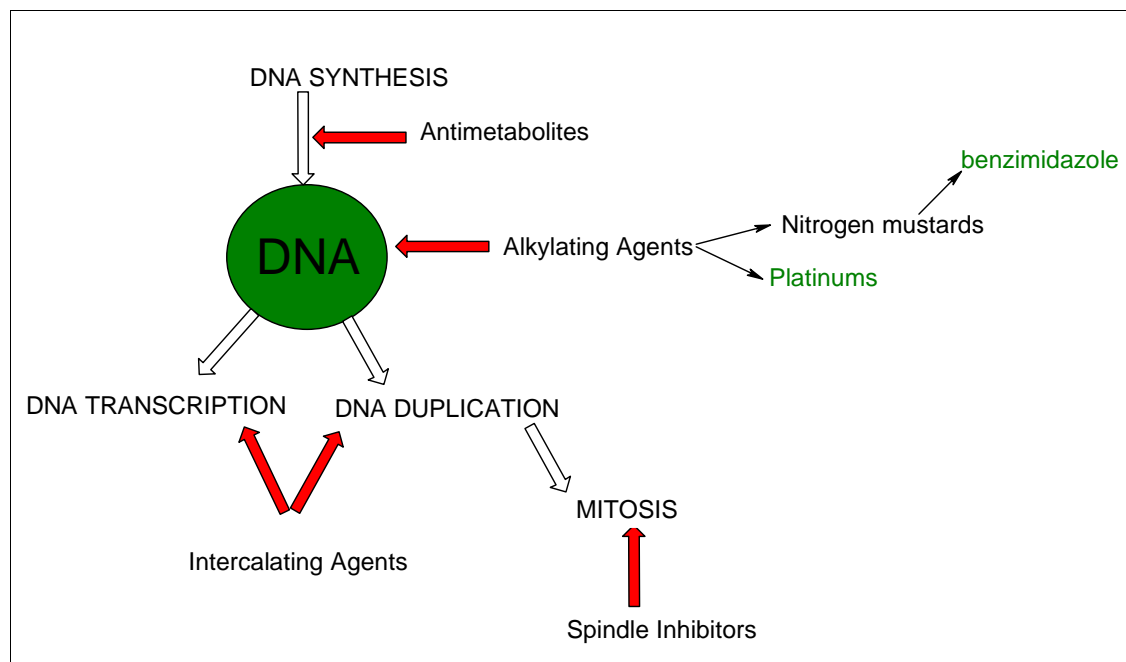 DNA SYNTHESIS
Antimetabolites
benzimidazole
Nitrogen mustards
DNA
Alkylating Agents
Platinums
DNA TRANSCRIPTION
DNA DUPLICATION
MITOSIS
Intercalating Agents
Spindle Inhibitors